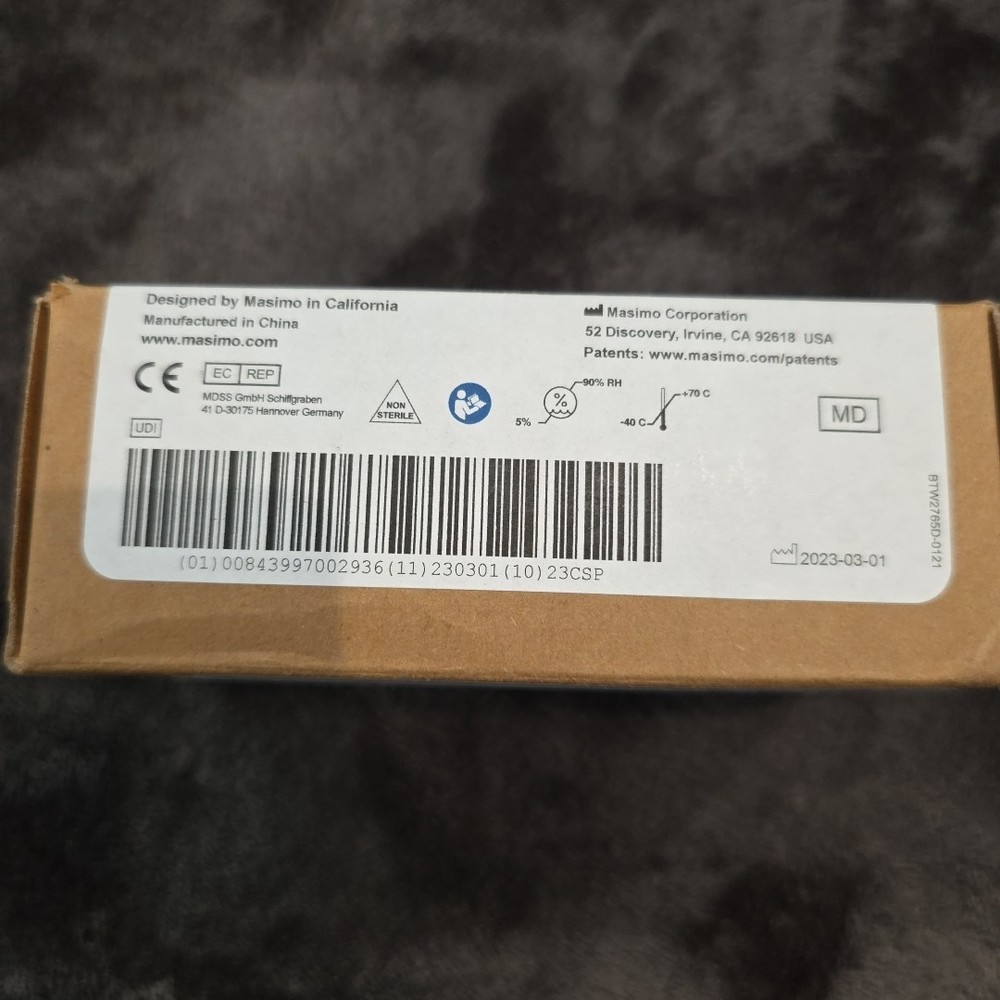 Designed by Masimo in California
Manufactured in China
www.masimo.com
Masimo Corporation
52 Discovery, Irvine, CA 92618 USA
Patents: www.masimo.com/patents
CE
EC REP
MDSS GmbH Schiffgraben
41 D-30175 Hannover Germany
NON
STERILE
5%
%
90% RH
-40 C
+70 C
MD
UDI
(01)00843997002936(11)230301(10)23CSP
2023-03-01
BTW2765D-0121